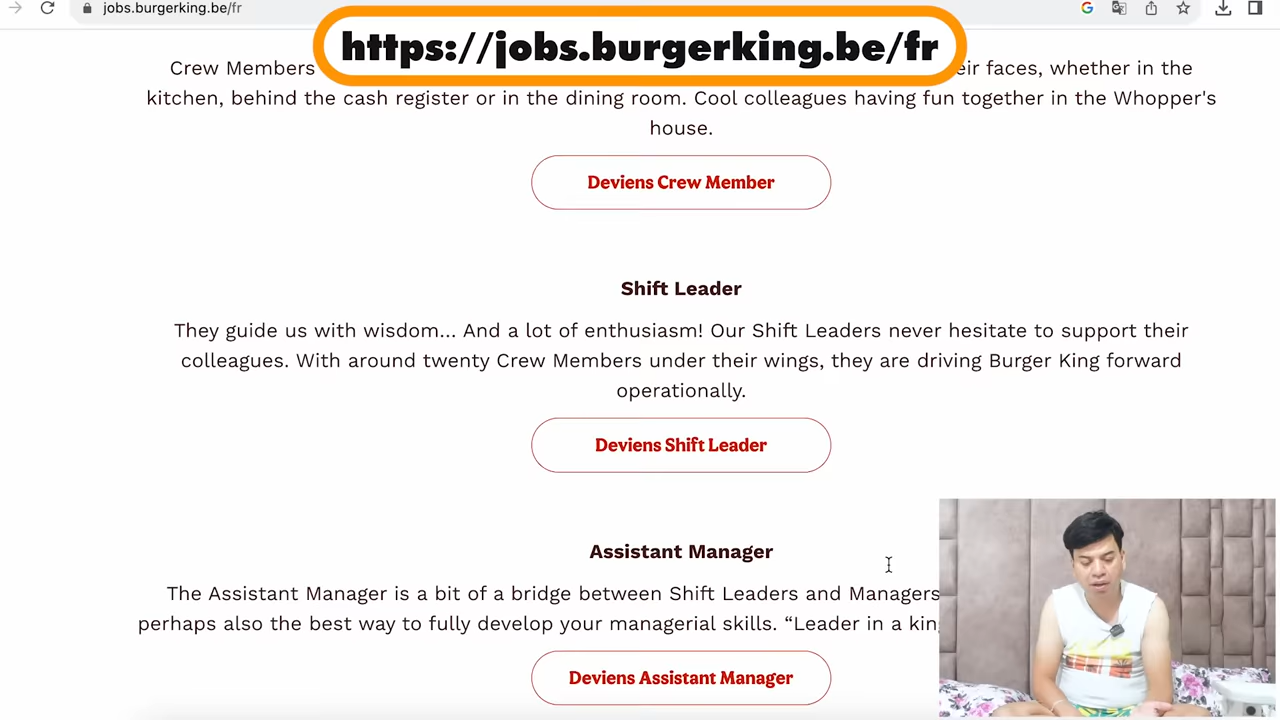 jobs.burgerking.be/fr
https://jobs.burgerking.be/fr
Crew Members eir faces, whether in the
kitchen, behind the cash register or in the dining room. Cool colleagues having fun together in the Whopper's
house.
Deviens Crew Member
Shift Leader
They guide us with wisdom... And a lot of enthusiasm! Our Shift Leaders never hesitate to support their
colleagues. With around twenty Crew Members under their wings, they are driving Burger King forward
operationally.
Deviens Shift Leader
Assistant Manager
The Assistant Manager is a bit of a bridge between Shift Leaders and Managers
perhaps also the best way to fully develop your managerial skills. “Leader in a kin
Deviens Assistant Manager